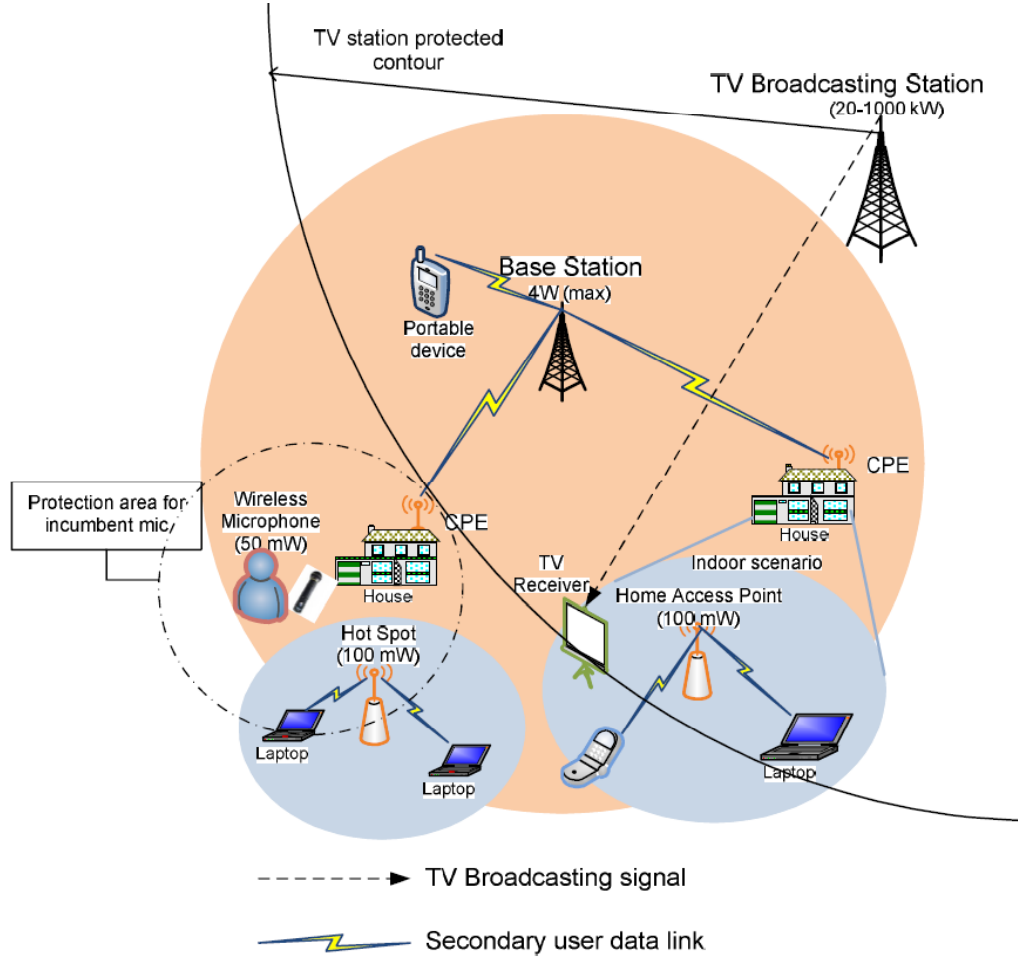 TV station protected
contour
TV Broadcasting Station
(20-1000 kW)
Base Station
4W (max)
Portable
device
CPE
House
Protection area for
incumbent mic
Wireless
Microphone
(50 mW)
CPE
House
TV
Receiver
Indoor scenario
Home Access Point
(100 mW)
Hot Spot
(100 mW)
Laptop
Laptop
Laptop
TV Broadcasting signal
Secondary user data link